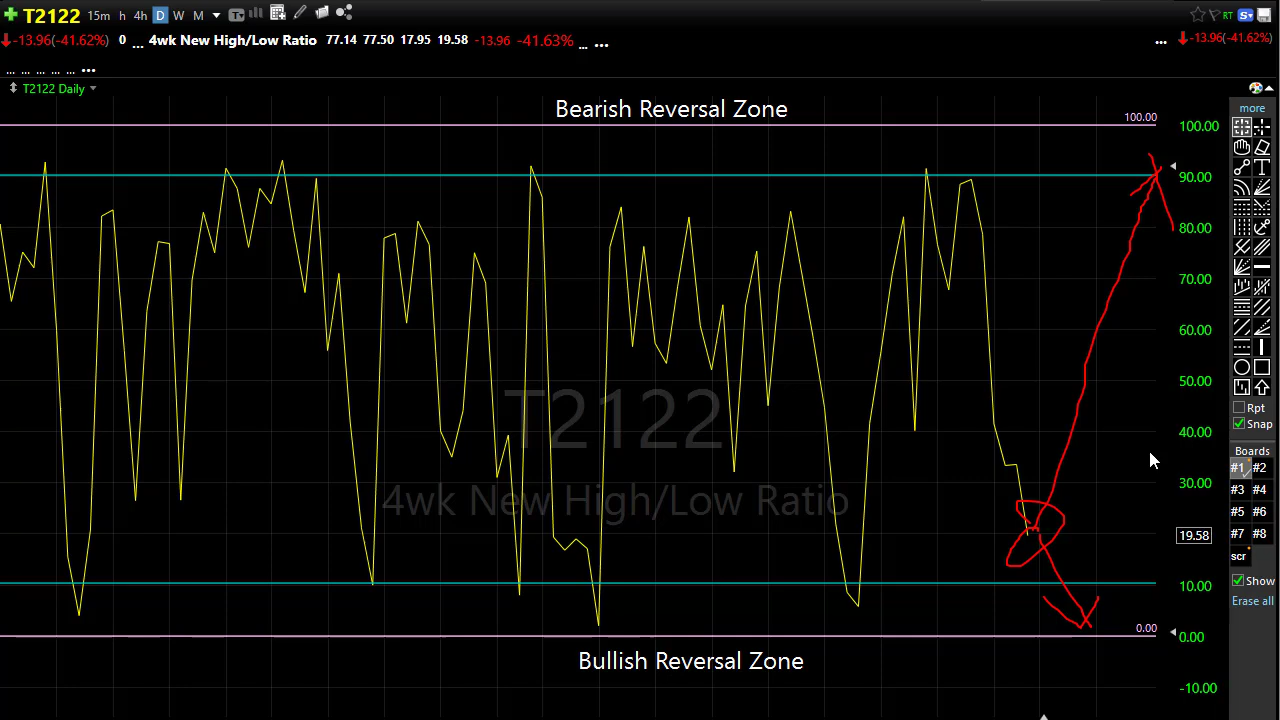 T2122 15m h 4h D W M T RT S
-13.96(-41.62%) 0 ... 4wk New High/Low Ratio 77.14 77.50 17.95 19.58 -13.96 -41.63% ... ... ... -13.96(-41.62%)
... ... ... ... ... ...
T2122 Daily
more
Bearish Reversal Zone
100.00
100.00
90.00
80.00
70.00
60.00
50.00
40.00
30.00
19.58
10.00
0.00
0.00
-10.00
T2122
4wk New High/Low Ratio
Bullish Reversal Zone
Rpt
Snap
Boards
#1 #2
#3 #4
#5 #6
#7 #8
scr
Show
Erase all